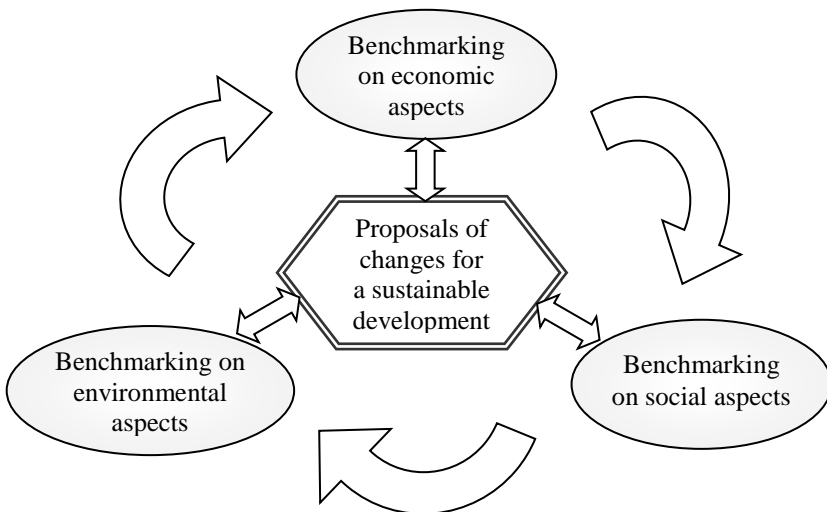 Benchmarking
on economic
aspects
Proposals of
changes for
a sustainable
development
Benchmarking on
environmental
aspects
Benchmarking
on social aspects